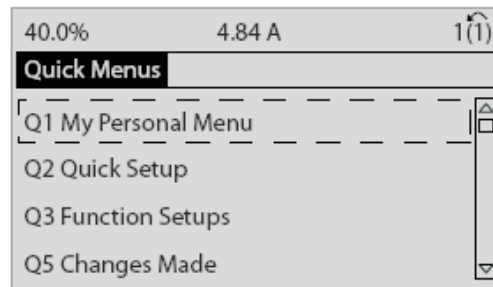 40.0% 4.84 A 1(1)
Quick Menus
Q1 My Personal Menu
Q2 Quick Setup
Q3 Function Setups
Q5 Changes Made